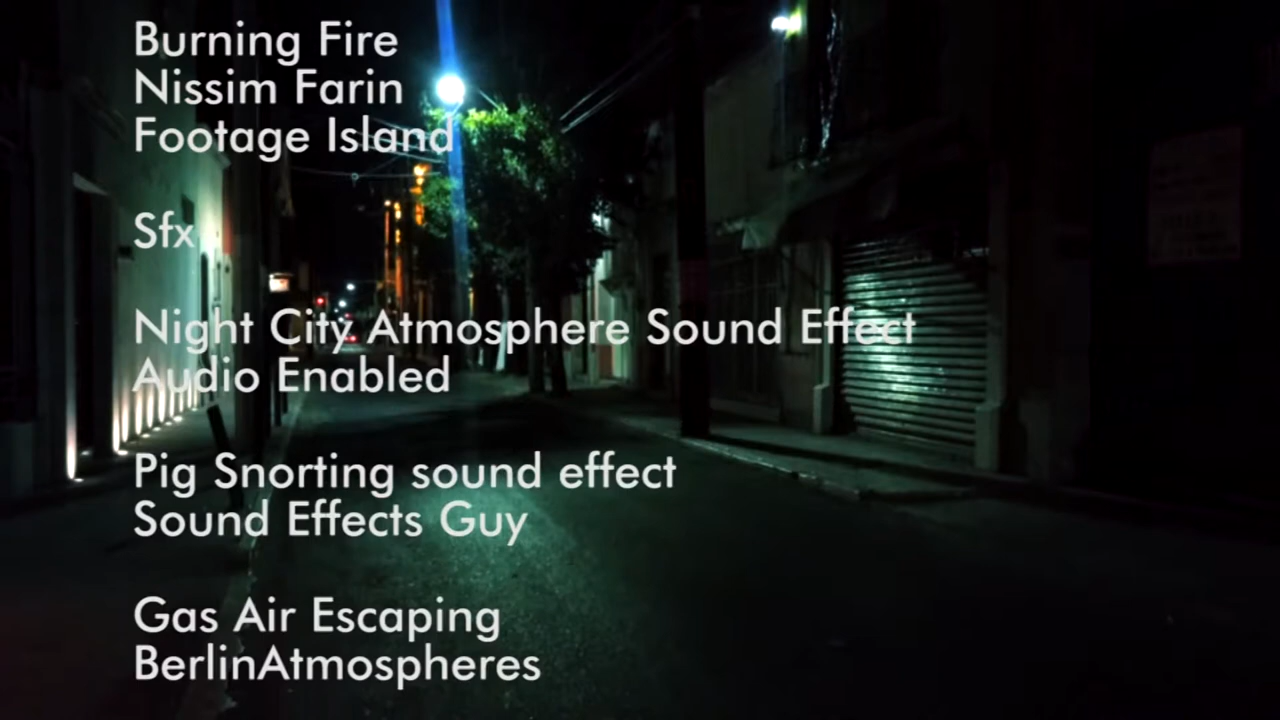 Burning Fire
Nissim Farin
Footage Island
Sfx
Night City Atmosphere Sound Effect
Audio Enabled
Pig Snorting sound effect
Sound Effects Guy
Gas Air Escaping
BerlinAtmospheres